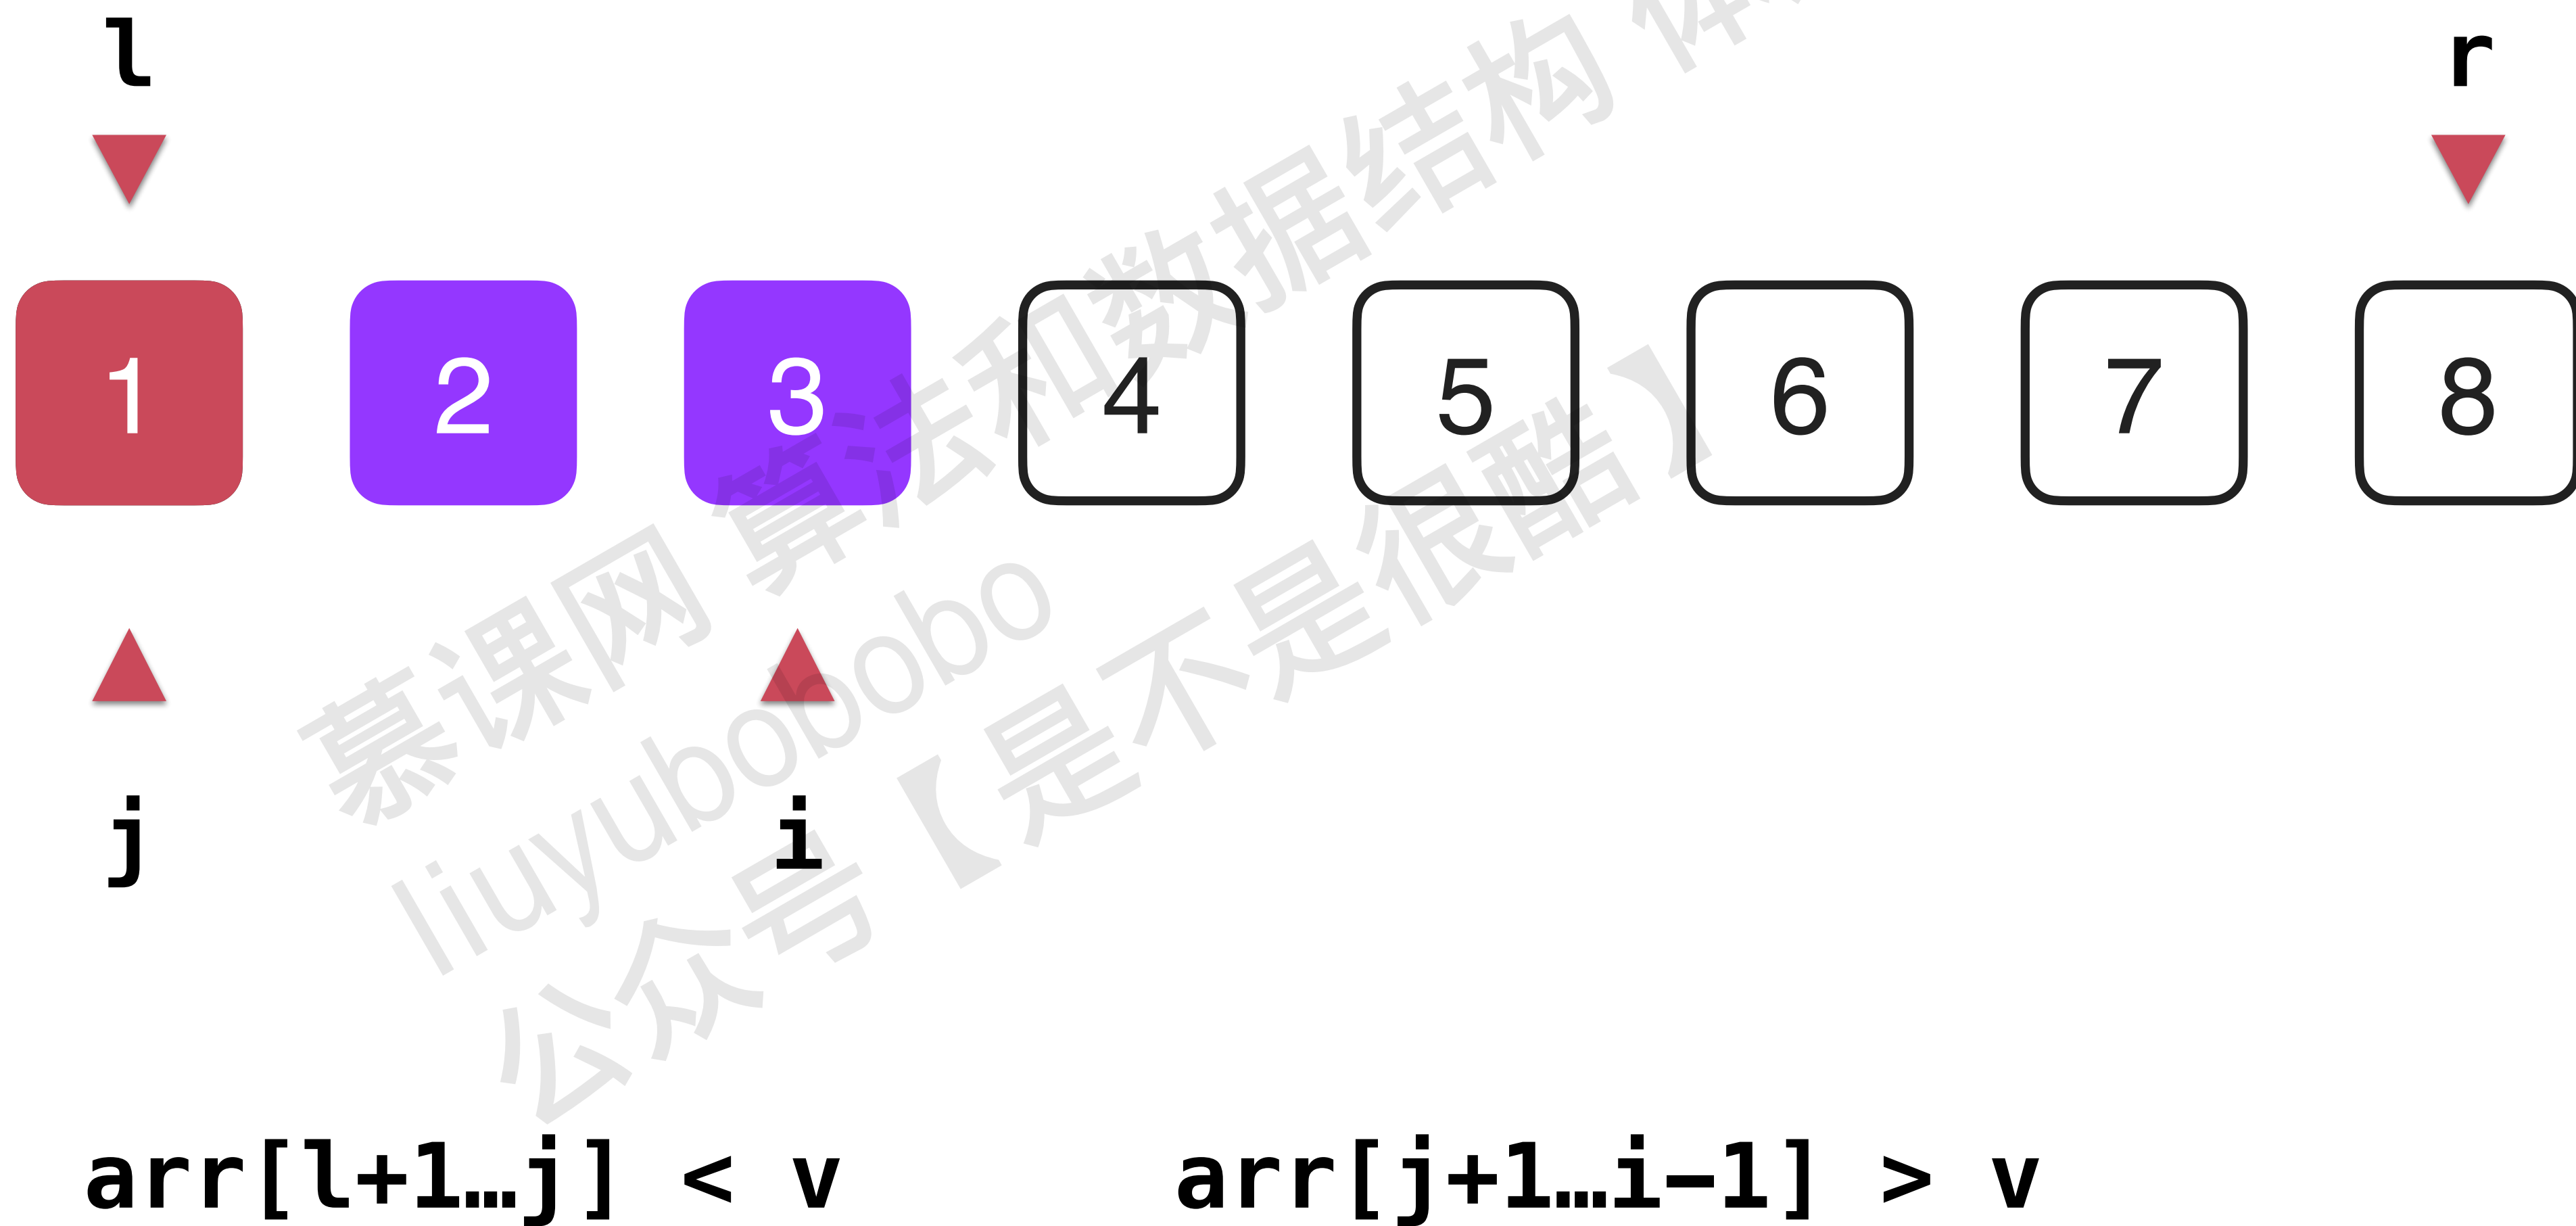 l r
1 2 3 4 5 6 7 8
j i
arr[l+1…j] < v arr[j+1…i-1] > v
慕课网 算法和数据结构
liuyubobobo
公众号【是不是很酷】